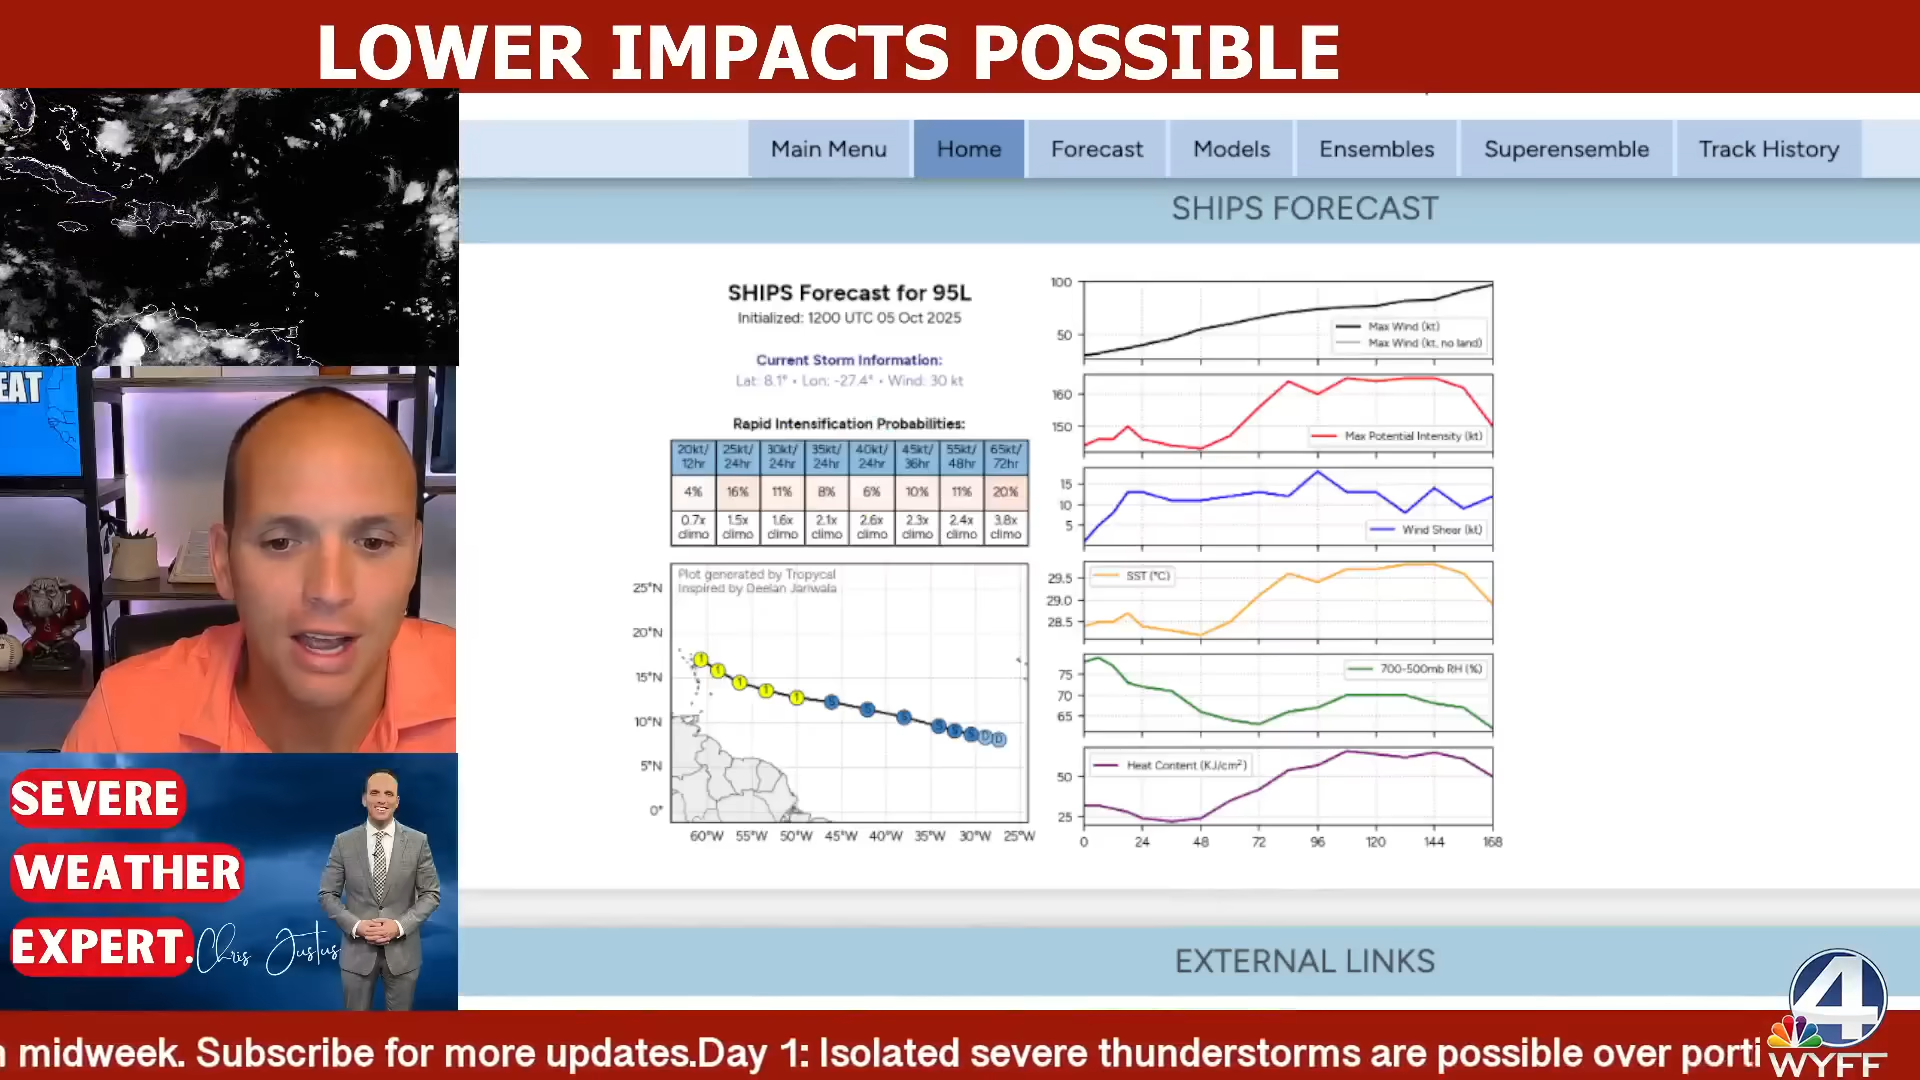 LOWER IMPACTS POSSIBLE
Main Menu
Home
Forecast
Models
Ensembles
Superensemble
Track History
SHIPS FORECAST
SHIPS Forecast for 95L
Initialized: 1200 UTC 05 Oct 2025
Current Storm Information:
Lat: 8.1° • Lon: -27.4° • Wind: 30 kt
Rapid Intensification Probabilities:
20kt/ 25kt/ 30kt/ 35kt/ 40kt/ 45kt/ 55kt/ 65kt/
12hr 24hr 24hr 24hr 24hr 36hr 48hr 72hr
4% 16% 11% 8% 6% 10% 11% 20%
0.7x 1.5x 1.6x 2.1x 2.6x 2.3x 2.4x 3.8x
climo climo climo climo climo climo climo climo
Plot generated by Tropycal
Inspired by Deelan Jariwala
25°N
20°N
15°N
10°N
5°N
0°
1 1 1 1 1 S S S S S S D D
60°W 55°W 50°W 45°W 40°W 35°W 30°W 25°W
100
50
Max Wind (kt)
Max Wind (kt, no land)
160
150
Max Potential Intensity (kt)
15
10
5
Wind Shear (kt)
29.5
29.0
28.5
SST (°C)
75
70
65
700-500mb RH (%)
50
25
Heat Content (KJ/cm²)
0 24 48 72 96 120 144 168
EXTERNAL LINKS
EAT
SEVERE
WEATHER
EXPERT.
Chris Justus
4
WYFF
midweek. Subscribe for more updates.Day 1: Isolated severe thunderstorms are possible over porti